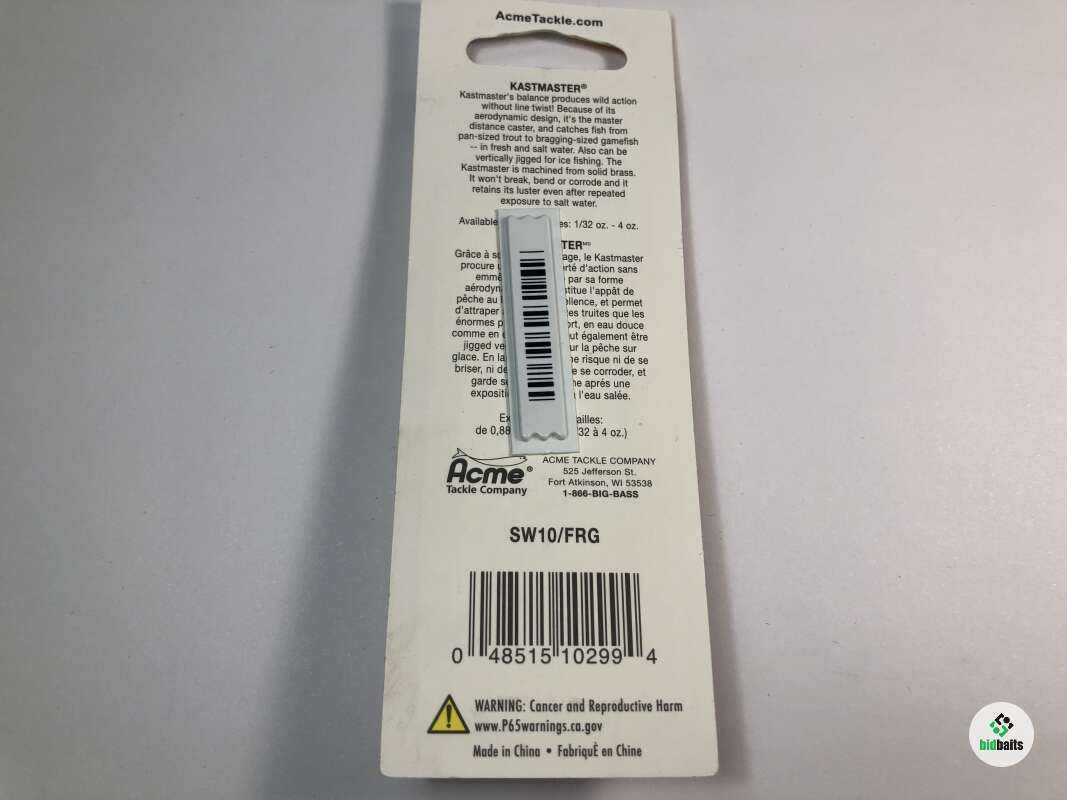 AcmeTackle.com
KASTMASTER®
Kastmaster's balance produces wild action
without line twist! Because of its
aerodynamic design, it's the master
distance caster, and catches fish from
pan-sized trout to bragging-sized gamefish
-- in fresh and salt water. Also can be
vertically jigged for ice fishing. The
Kastmaster is machined from solid brass.
It won't break, bend or corrode and it
retains its luster even after repeated
exposure to salt water.
Available es: 1/32 oz. - 4 oz.
TER MD
Grâce à s age, le Kastmaster
procure erté d'action sans
emmê par sa forme
aérodyn stitue l'appât de
pêche au ellence, et permet
d'attraper es truites que les
énormes p ort, en eau douce
comme en ut également être
jigged ve ur la pêche sur
glace. En la ne risque ni de se
briser, ni de e se corroder, et
garde s ne aprés une
expositi l'eau salée.
Ex ailles:
de 0,88 32 à 4 oz.)
Acme®
Tackle Company
ACME TACKLE COMPANY
525 Jefferson St.
Fort Atkinson, WI 53538
1-866-BIG-BASS
SW10/FRG
0 48515 10299 4
WARNING: Cancer and Reproductive Harm
www.P65warnings.ca.gov
Made in China • FabriquÈ en Chine
bidbaits